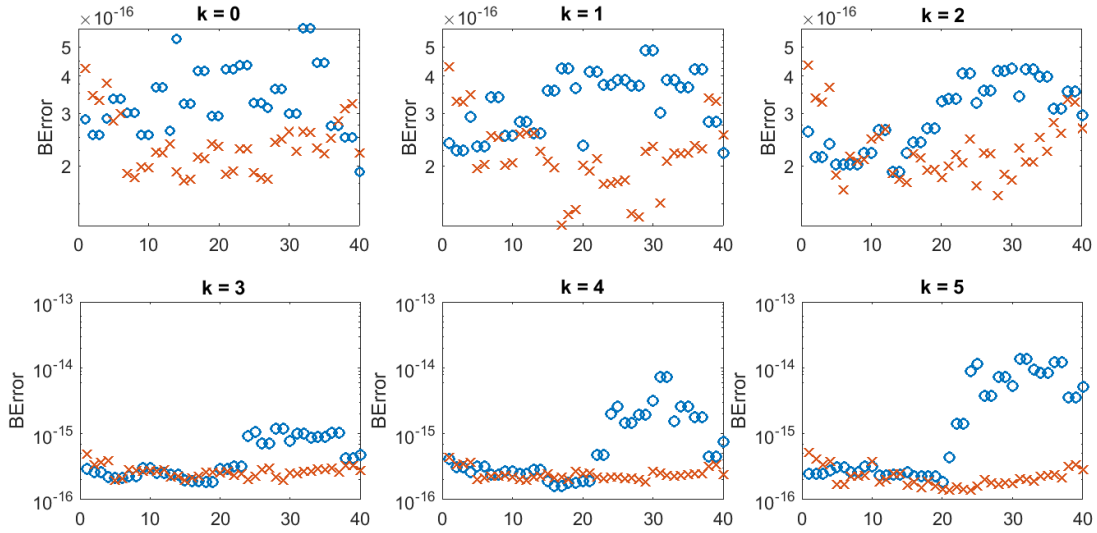 ×10⁻¹⁶ k = 0
5
4
3
2
BError
0 10 20 30 40
×10⁻¹⁶ k = 1
5
4
3
2
BError
0 10 20 30 40
×10⁻¹⁶ k = 2
5
4
3
2
BError
0 10 20 30 40
k = 3
10⁻¹³
10⁻¹⁴
10⁻¹⁵
10⁻¹⁶
BError
0 10 20 30 40
k = 4
10⁻¹³
10⁻¹⁴
10⁻¹⁵
10⁻¹⁶
BError
0 10 20 30 40
k = 5
10⁻¹³
10⁻¹⁴
10⁻¹⁵
10⁻¹⁶
BError
0 10 20 30 40